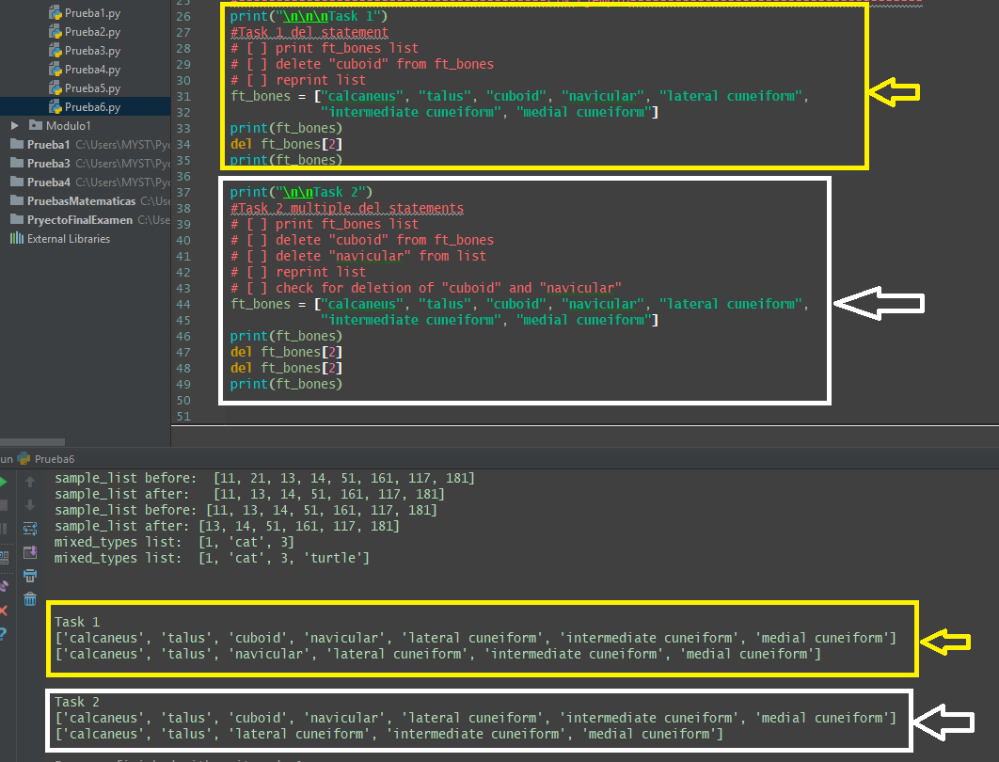 Prueba1.py
Prueba2.py
Prueba3.py
Prueba4.py
Prueba5.py
Prueba6.py
Modulo1
Prueba1 C:\Users\MYST\Pyc
Prueba3 C:\Users\MYST\Pyc
Prueba4 C:\Users\MYST\Pyc
PruebasMatematicas C:\Us
PryectoFinalExamen C:\Use
External Libraries
25
26 print("\n\n\nTask 1")
27 #Task 1 del statement
28 # [ ] print ft_bones list
29 # [ ] delete "cuboid" from ft_bones
30 # [ ] reprint list
31 ft_bones = ["calcaneus", "talus", "cuboid", "navicular", "lateral cuneiform",
32 "intermediate cuneiform", "medial cuneiform"]
33 print(ft_bones)
34 del ft_bones[2]
35 print(ft_bones)
36
37 print("\n\nTask 2")
38 #Task 2 multiple del statements
39 # [ ] print ft_bones list
40 # [ ] delete "cuboid" from ft_bones
41 # [ ] delete "navicular" from list
42 # [ ] reprint list
43 # [ ] check for deletion of "cuboid" and "navicular"
44 ft_bones = ["calcaneus", "talus", "cuboid", "navicular", "lateral cuneiform",
45 "intermediate cuneiform", "medial cuneiform"]
46 print(ft_bones)
47 del ft_bones[2]
48 del ft_bones[2]
49 print(ft_bones)
50
51
un Prueba6
sample_list before:  [11, 21, 13, 14, 51, 161, 117, 181]
sample_list after:   [11, 13, 14, 51, 161, 117, 181]
sample_list before: [11, 13, 14, 51, 161, 117, 181]
sample_list after: [13, 14, 51, 161, 117, 181]
mixed_types list:  [1, 'cat', 3]
mixed_types list:  [1, 'cat', 3, 'turtle']
Task 1
['calcaneus', 'talus', 'cuboid', 'navicular', 'lateral cuneiform', 'intermediate cuneiform', 'medial cuneiform']
['calcaneus', 'talus', 'navicular', 'lateral cuneiform', 'intermediate cuneiform', 'medial cuneiform']
Task 2
['calcaneus', 'talus', 'cuboid', 'navicular', 'lateral cuneiform', 'intermediate cuneiform', 'medial cuneiform']
['calcaneus', 'talus', 'lateral cuneiform', 'intermediate cuneiform', 'medial cuneiform']